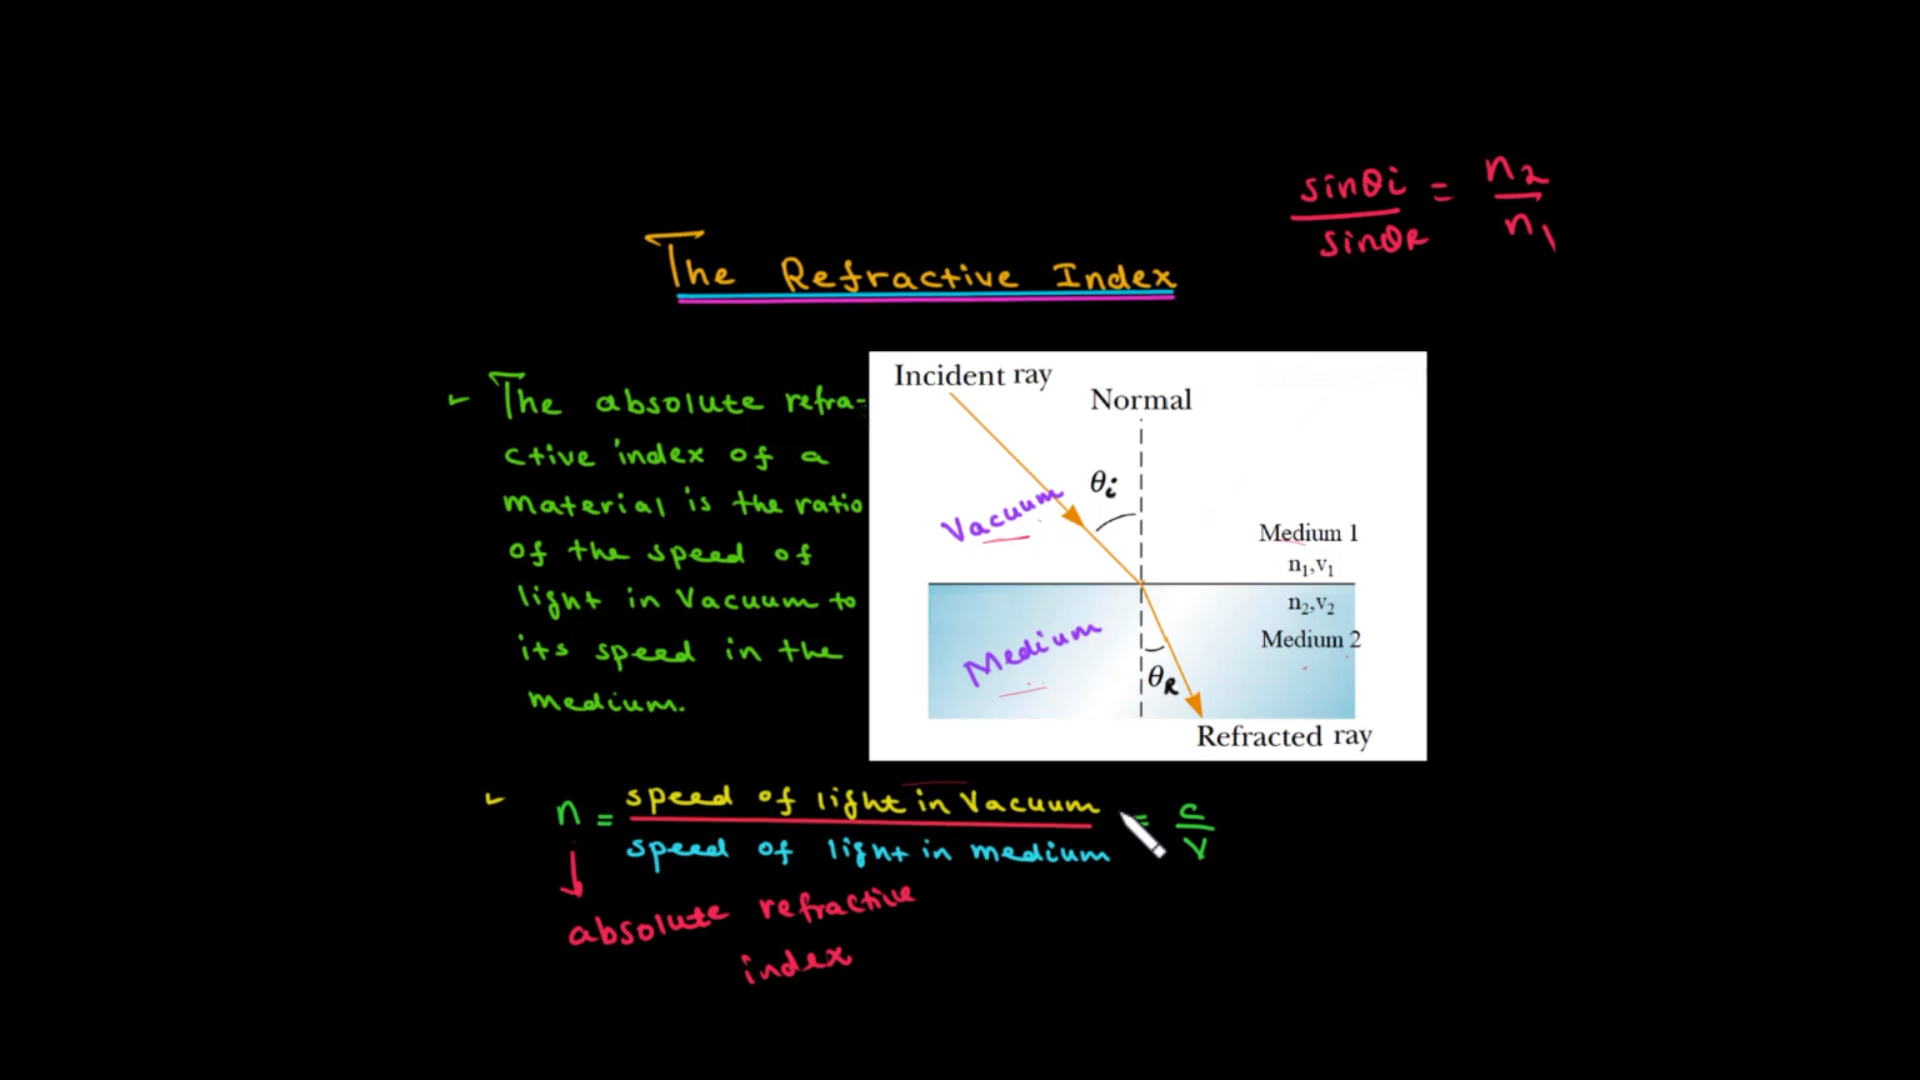 sinθi = n2
sinθR n1
The Refractive Index
The absolute refra-
ctive index of a
material is the ratio
of the speed of
light in Vacuum to
its speed in the
medium.
Incident ray
Normal
θi
Vacuum
Medium 1
n1,v1
n2,v2
Medium 2
Medium
θR
Refracted ray
n = speed of light in Vacuum = c
speed of light in medium v
absolute refractive
index